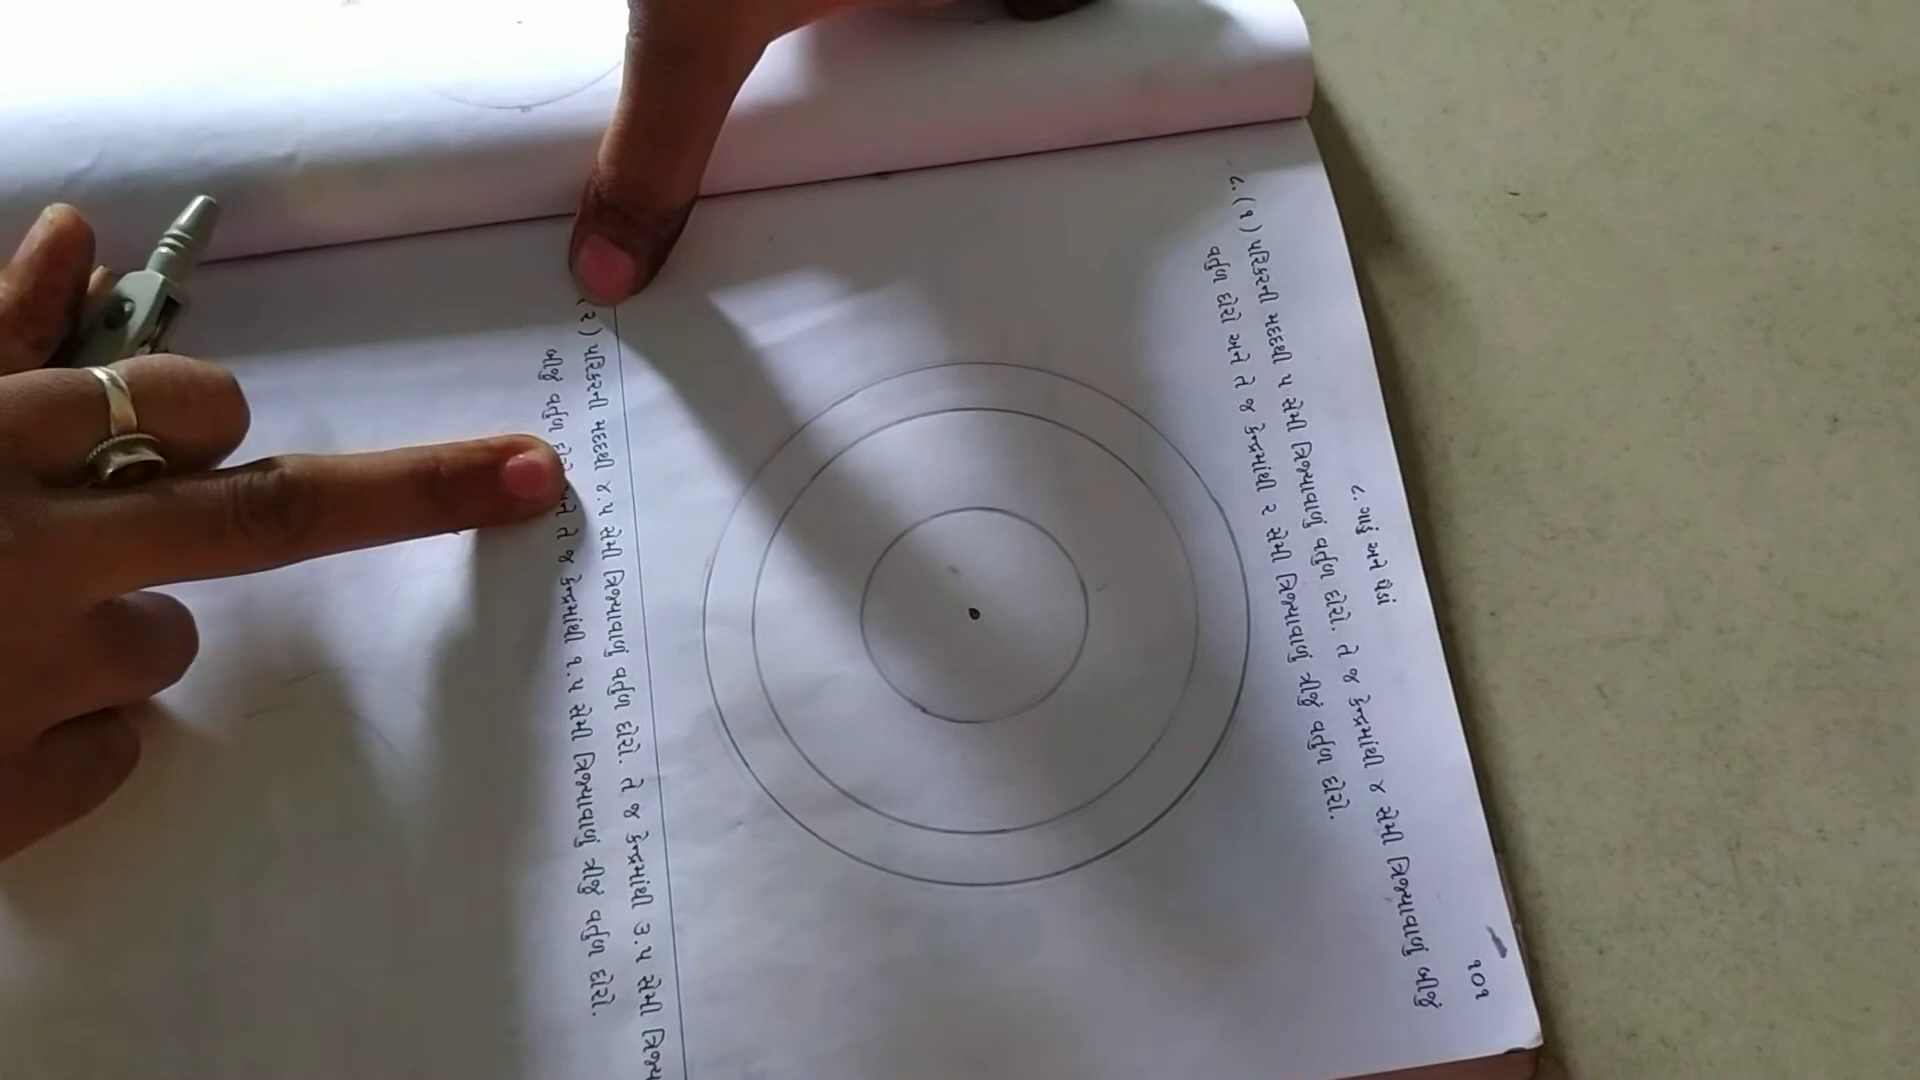 ૧૦૧
૮. ગાડું અને પૈડાં
૮. (૧) પરિકરની મદદથી ૫ સેમી ત્રિજ્યાવાળું વર્તુળ દોરો. તે જ કેન્દ્રમાંથી ૪ સેમી ત્રિજ્યાવાળું બીજું
વર્તુળ દોરો અને તે જ કેન્દ્રમાંથી ૨ સેમી ત્રિજ્યાવાળું ત્રીજું વર્તુળ દોરો.
૨) પરિકરની મદદથી ૪.૫ સેમી ત્રિજ્યાવાળું વર્તુળ દોરો. તે જ કેન્દ્રમાંથી ૩.૫ સેમી
બીજું વર્તુળ તે જ કેન્દ્રમાંથી ૧.૫ સેમી ત્રિજ્યાવાળું ત્રીજું વર્તુળ દોરો.